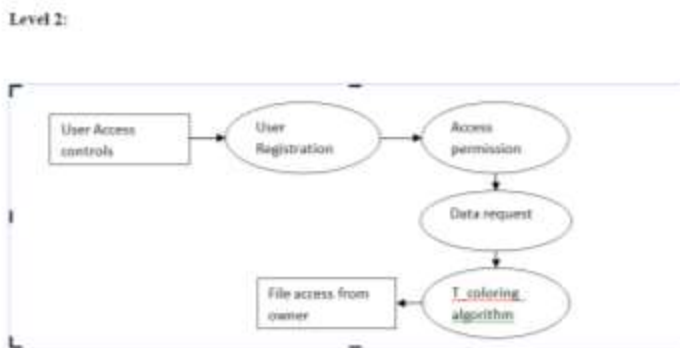 Level 2:
User Access
controls
User
Registration
Access
permission
Data request
T_coloring
algorithm
File access from
owner